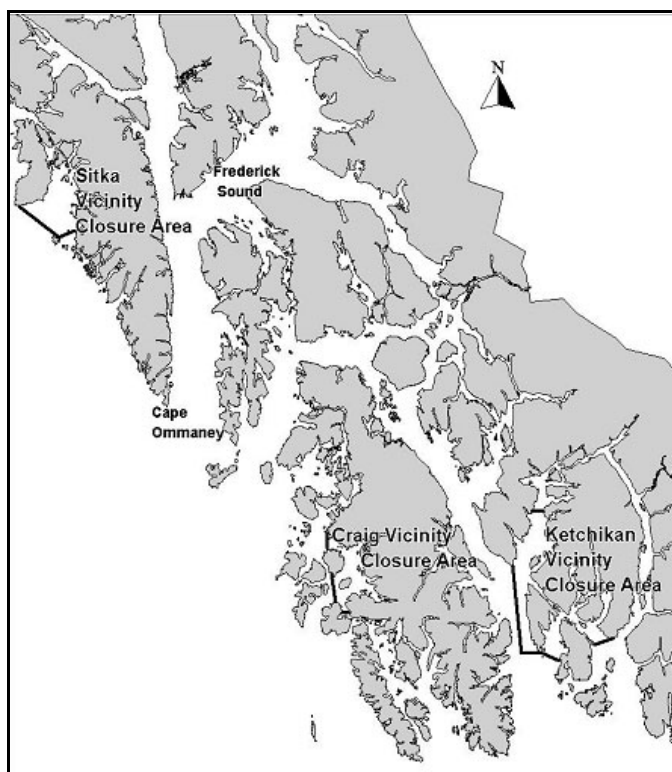 N
Frederick
Sound
Sitka
Vicinity
Closure Area
Cape
Ommaney
Craig Vicinity
Closure Area
Ketchikan
Vicinity
Closure Area